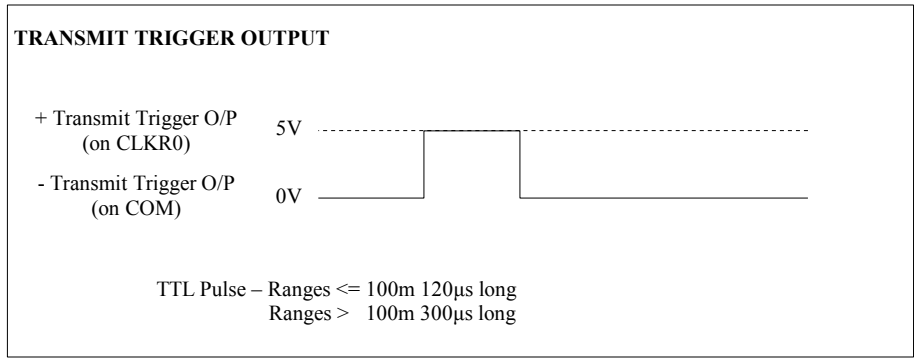 TRANSMIT TRIGGER OUTPUT
+ Transmit Trigger O/P
(on CLKR0)
5V
- Transmit Trigger O/P
(on COM)
0V
TTL Pulse – Ranges <= 100m 120µs long
Ranges > 100m 300µs long